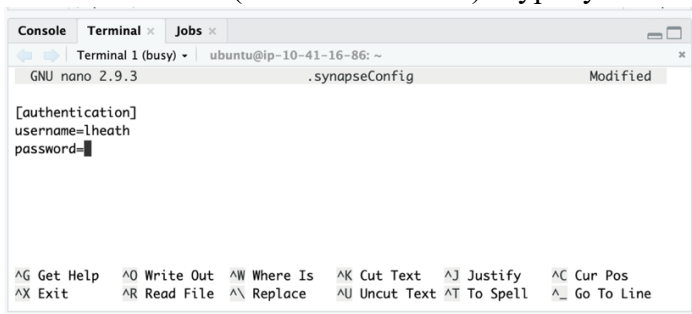 Console Terminal × Jobs ×
Terminal 1 (busy) ubuntu@ip-10-41-16-86: ~ ×
GNU nano 2.9.3 .synapseConfig Modified
[authentication]
username=lheath
password=
^G Get Help ^O Write Out ^W Where Is ^K Cut Text ^J Justify ^C Cur Pos
^X Exit ^R Read File ^\ Replace ^U Uncut Text ^T To Spell ^_ Go To Line